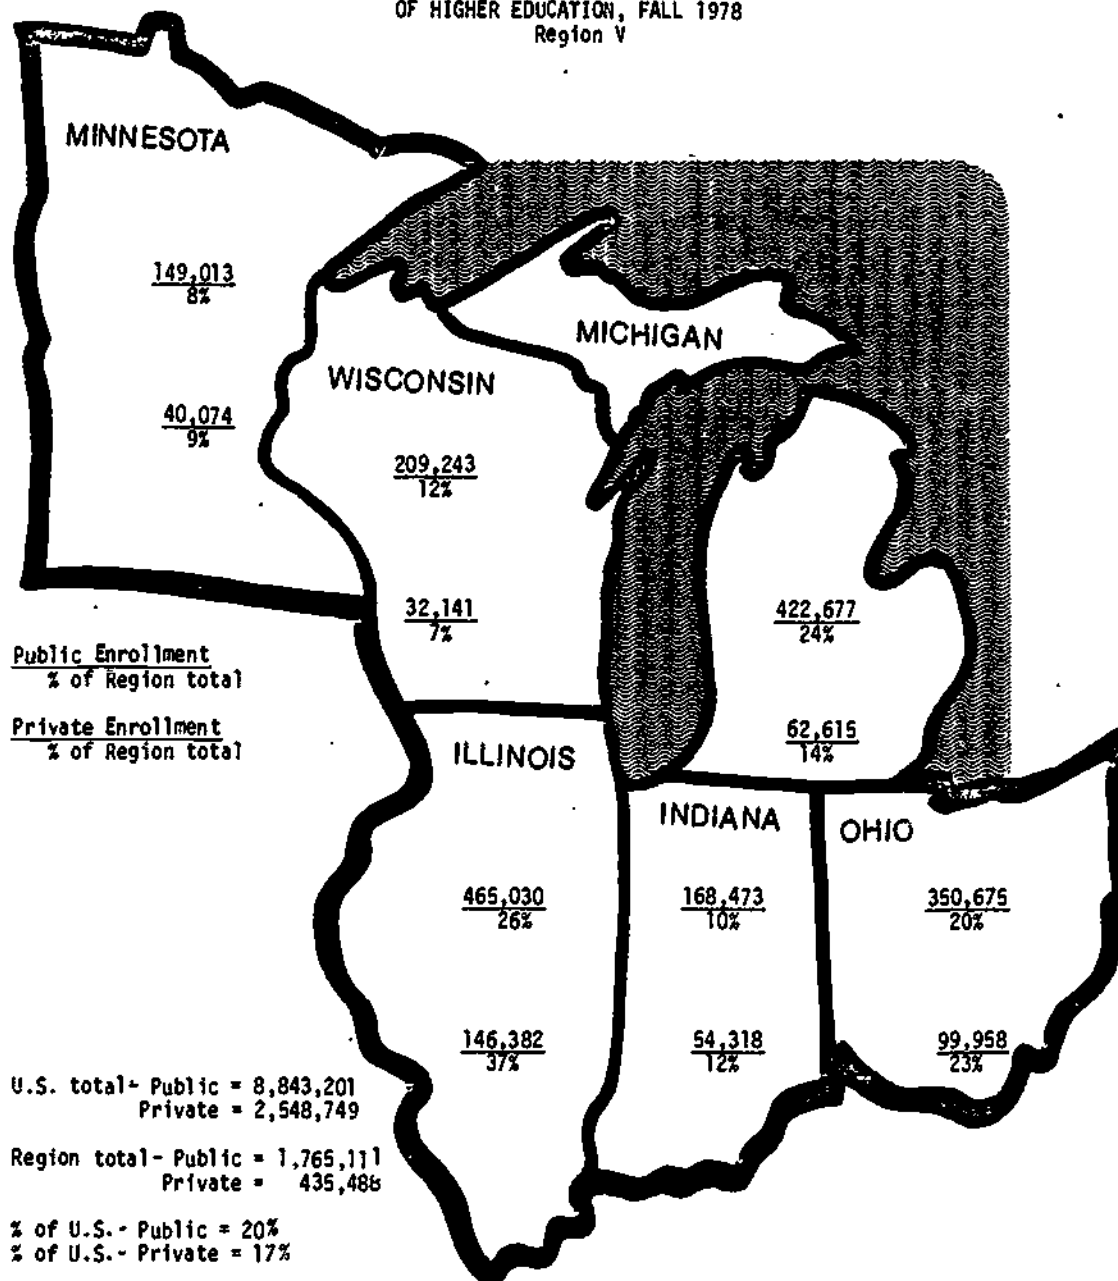 OF HIGHER EDUCATION, FALL 1978
Region V
MINNESOTA
149,013
8%
40,074
9%
WISCONSIN
209,243
12%
32,141
7%
MICHIGAN
422,677
24%
62,615
14%
Public Enrollment
% of Region total
Private Enrollment
% of Region total
ILLINOIS
465,030
26%
146,382
37%
INDIANA
168,473
10%
54,318
12%
OHIO
350,675
20%
99,958
23%
U.S. total- Public = 8,843,201
Private = 2,548,749
Region total- Public = 1,765,111
Private = 435,488
% of U.S.- Public = 20%
% of U.S.- Private = 17%